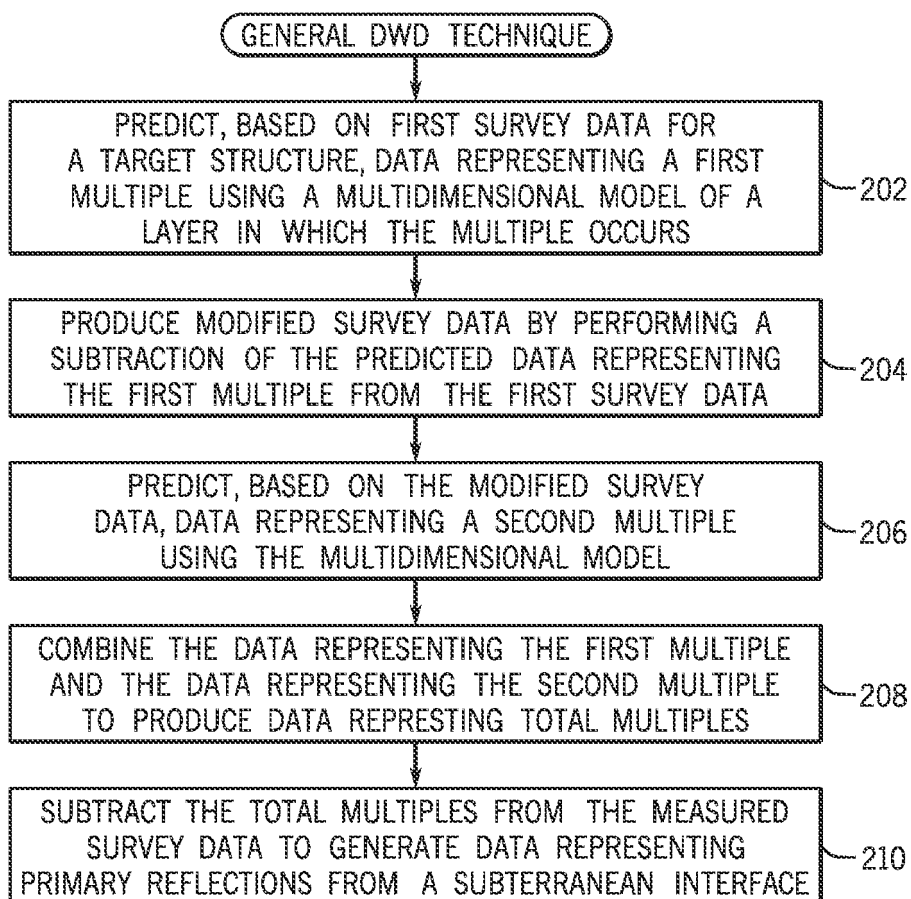 GENERAL DWD TECHNIQUE
PREDICT, BASED ON FIRST SURVEY DATA FOR
A TARGET STRUCTURE, DATA REPRESENTING A FIRST
MULTIPLE USING A MULTIDIMENSIONAL MODEL OF A
LAYER IN WHICH THE MULTIPLE OCCURS
202
PRODUCE MODIFIED SURVEY DATA BY PERFORMING A
SUBTRACTION OF THE PREDICTED DATA REPRESENTING
THE FIRST MULTIPLE FROM THE FIRST SURVEY DATA
204
PREDICT, BASED ON THE MODIFIED SURVEY
DATA, DATA REPRESENTING A SECOND MULTIPLE
USING THE MULTIDIMENSIONAL MODEL
206
COMBINE THE DATA REPRESENTING THE FIRST MULTIPLE
AND THE DATA REPRESENTING THE SECOND MULTIPLE
TO PRODUCE DATA REPRESTING TOTAL MULTIPLES
208
SUBTRACT THE TOTAL MULTIPLES FROM THE MEASURED
SURVEY DATA TO GENERATE DATA REPRESENTING
PRIMARY REFLECTIONS FROM A SUBTERRANEAN INTERFACE
210